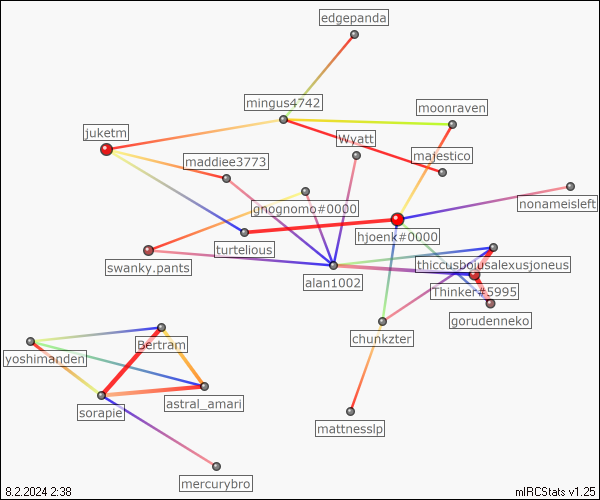 edgepanda
mingus4742
moonraven
juketm
Wyatt
maddiee3773
majestico
nonameisleft
gnognomo#0000
hjoenk#0000
turtelious
swanky.pants
thiccusbolusalexusjoneus
alan1002
Thinker#5995
gorudenneko
chunkzter
Bertram
yoshimanden
astral_amari
sorapie
mattnesslp
mercurybro
8.2.2024 2:38
mIRCStats v1.25